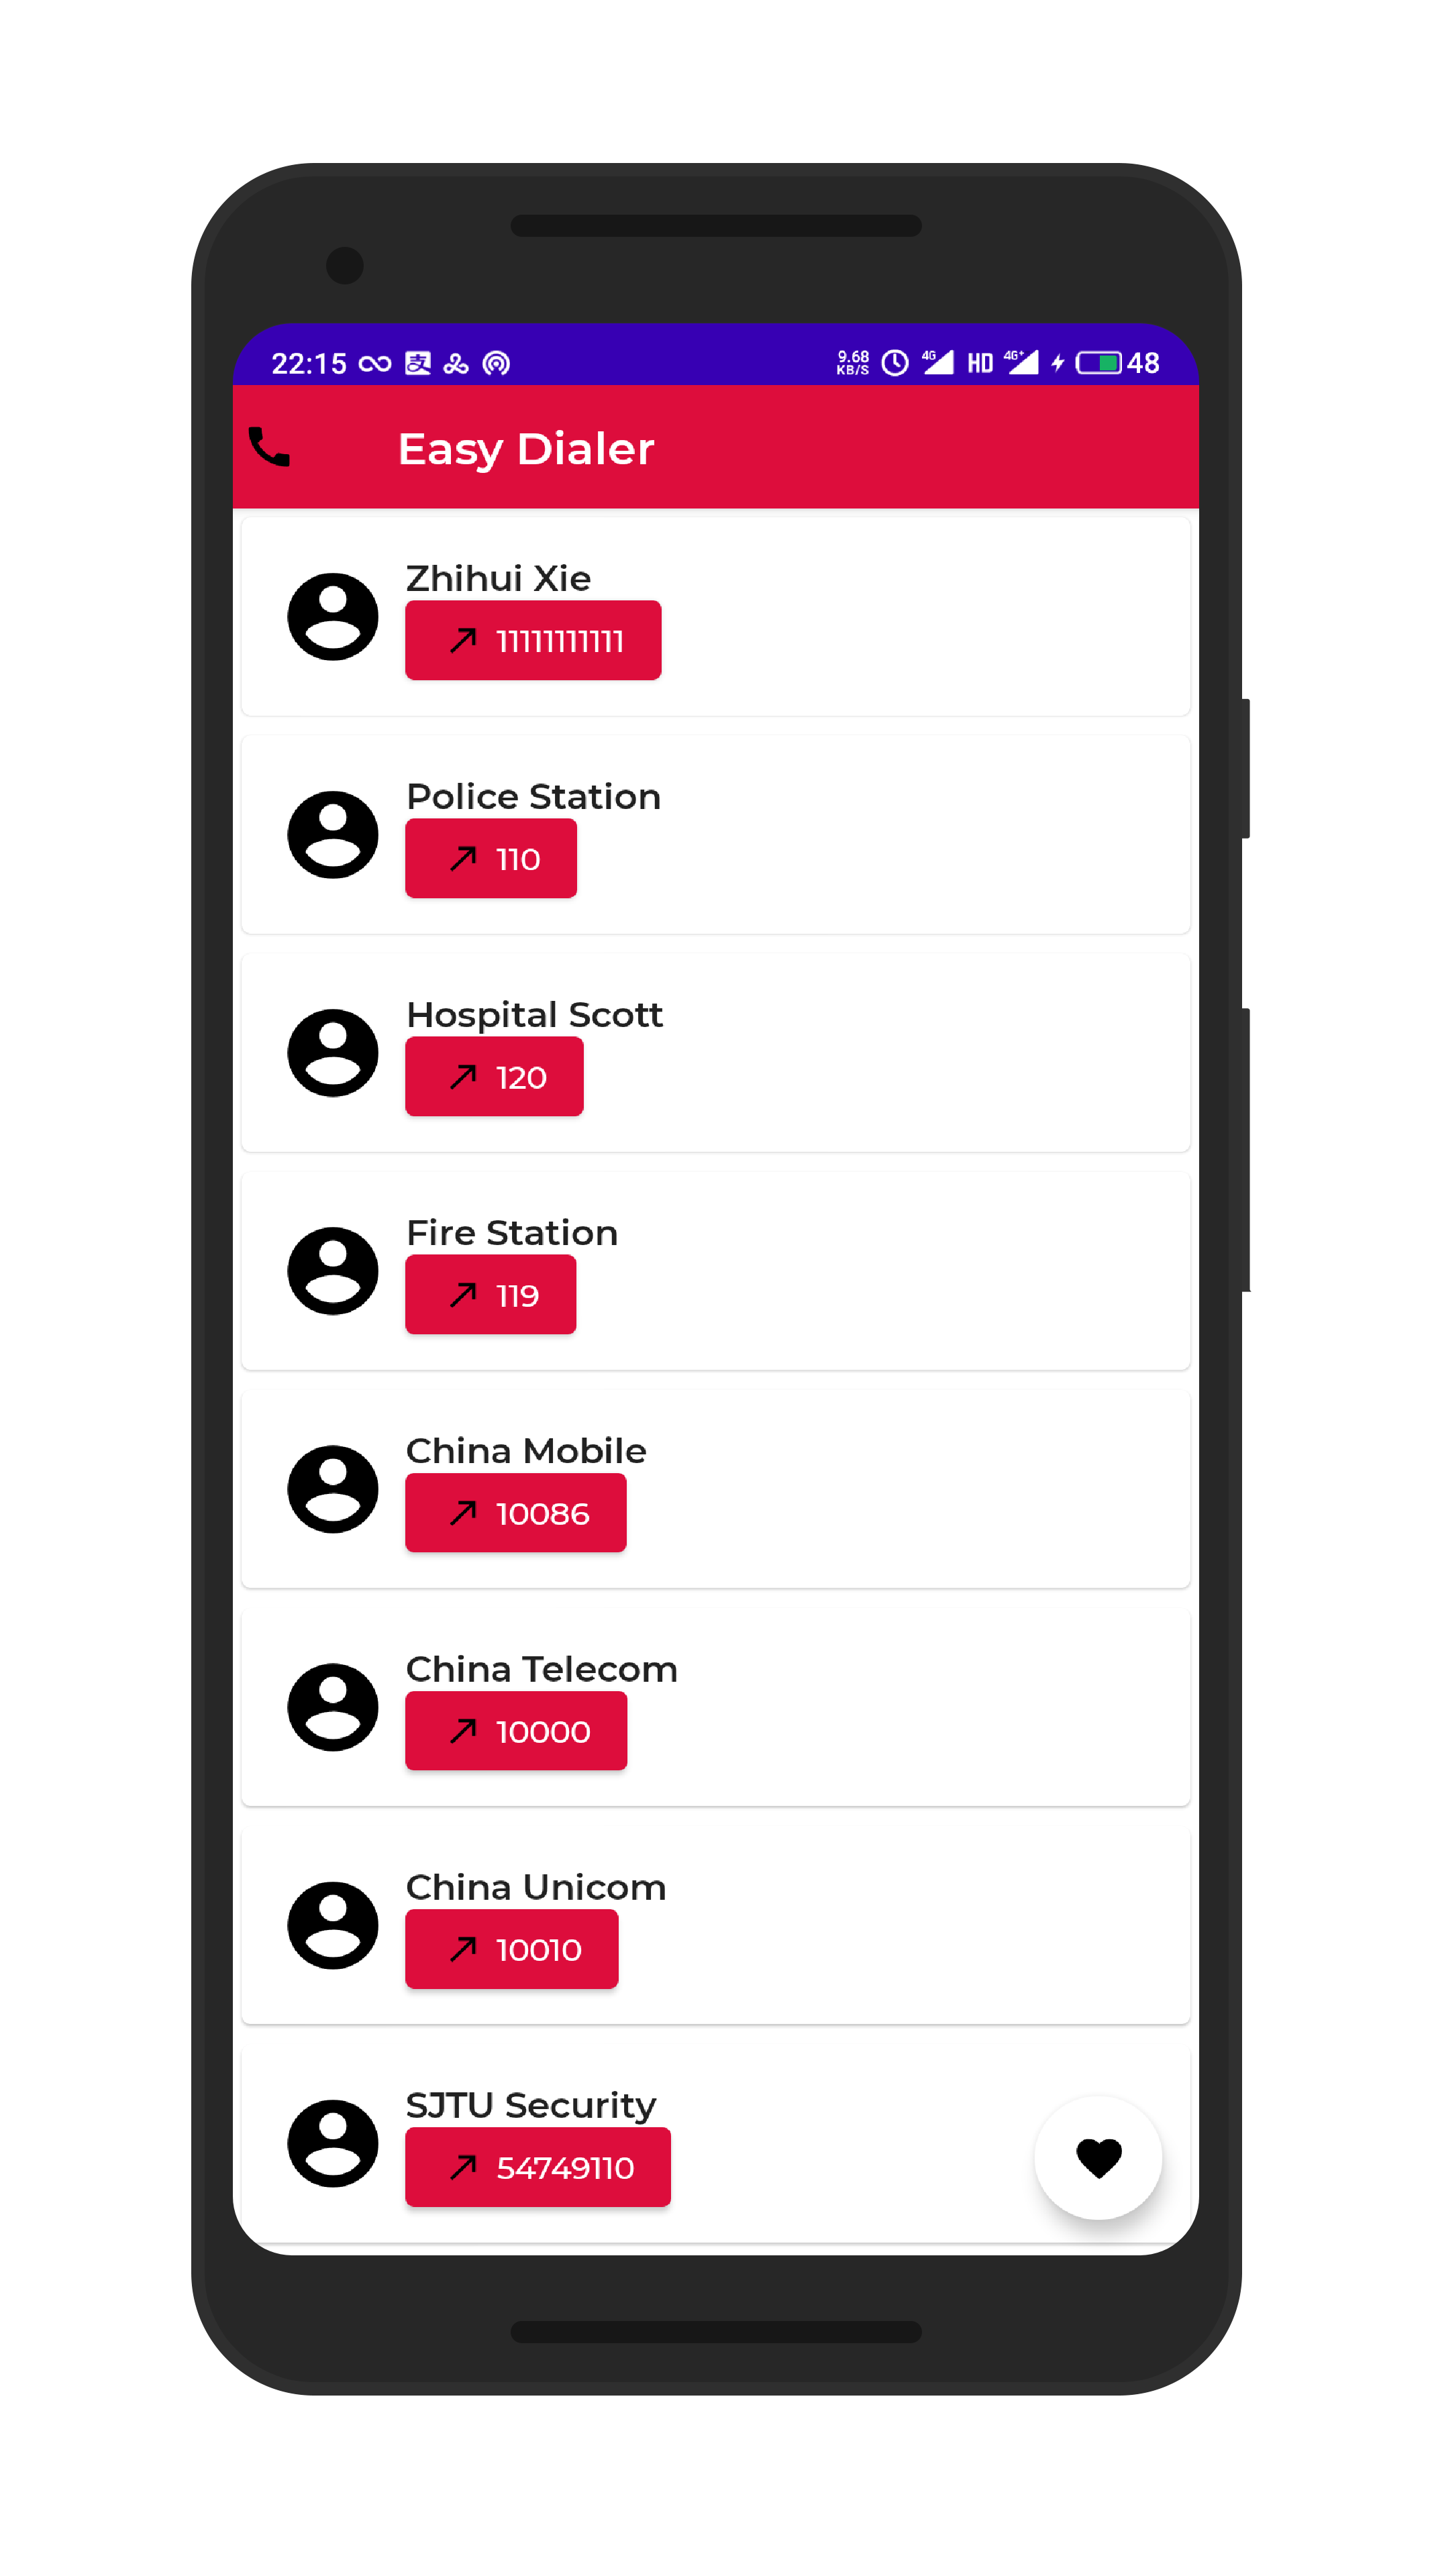 22:15 支 9.68 KB/S 4G HD 4G+ 48
Easy Dialer
Zhihui Xie
11111111111
Police Station
110
Hospital Scott
120
Fire Station
119
China Mobile
10086
China Telecom
10000
China Unicom
10010
SJTU Security
54749110